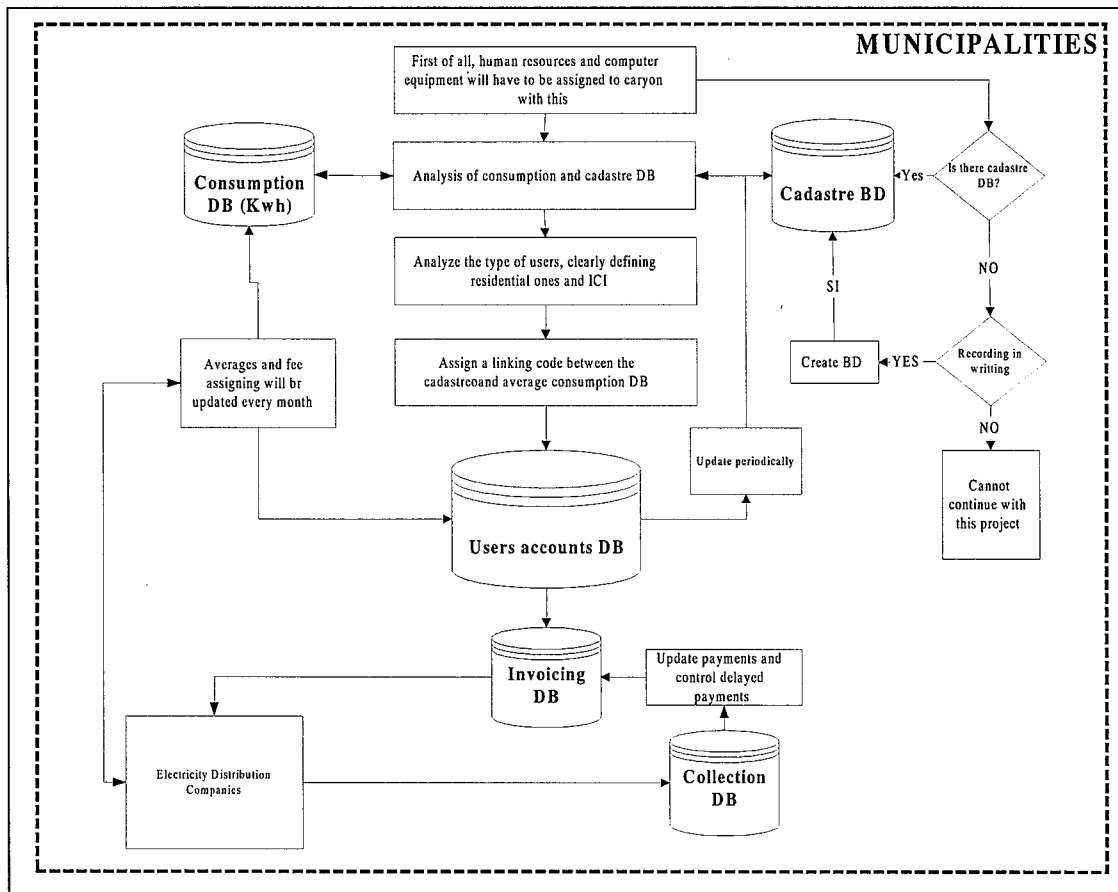 MUNICIPALITIES
First of all, human resources and computer
equipment will have to be assigned to caryon
with this
Consumption
DB (Kwh)
Analysis of consumption and cadastre DB
Cadastre BD
Yes
Is there cadastre
DB?
Analyze the type of users, clearly defining
residential ones and ICI
SI
NO
Averages and fee
assigning will br
updated every month
Assign a linking code between the
cadastreoand average consumption DB
Create BD
YES
Recording in
writting
NO
Update periodically
Cannot
continue with
this project
Users accounts DB
Invoicing
DB
Update payments and
control delayed
payments
Electricity Distribution
Companies
Collection
DB